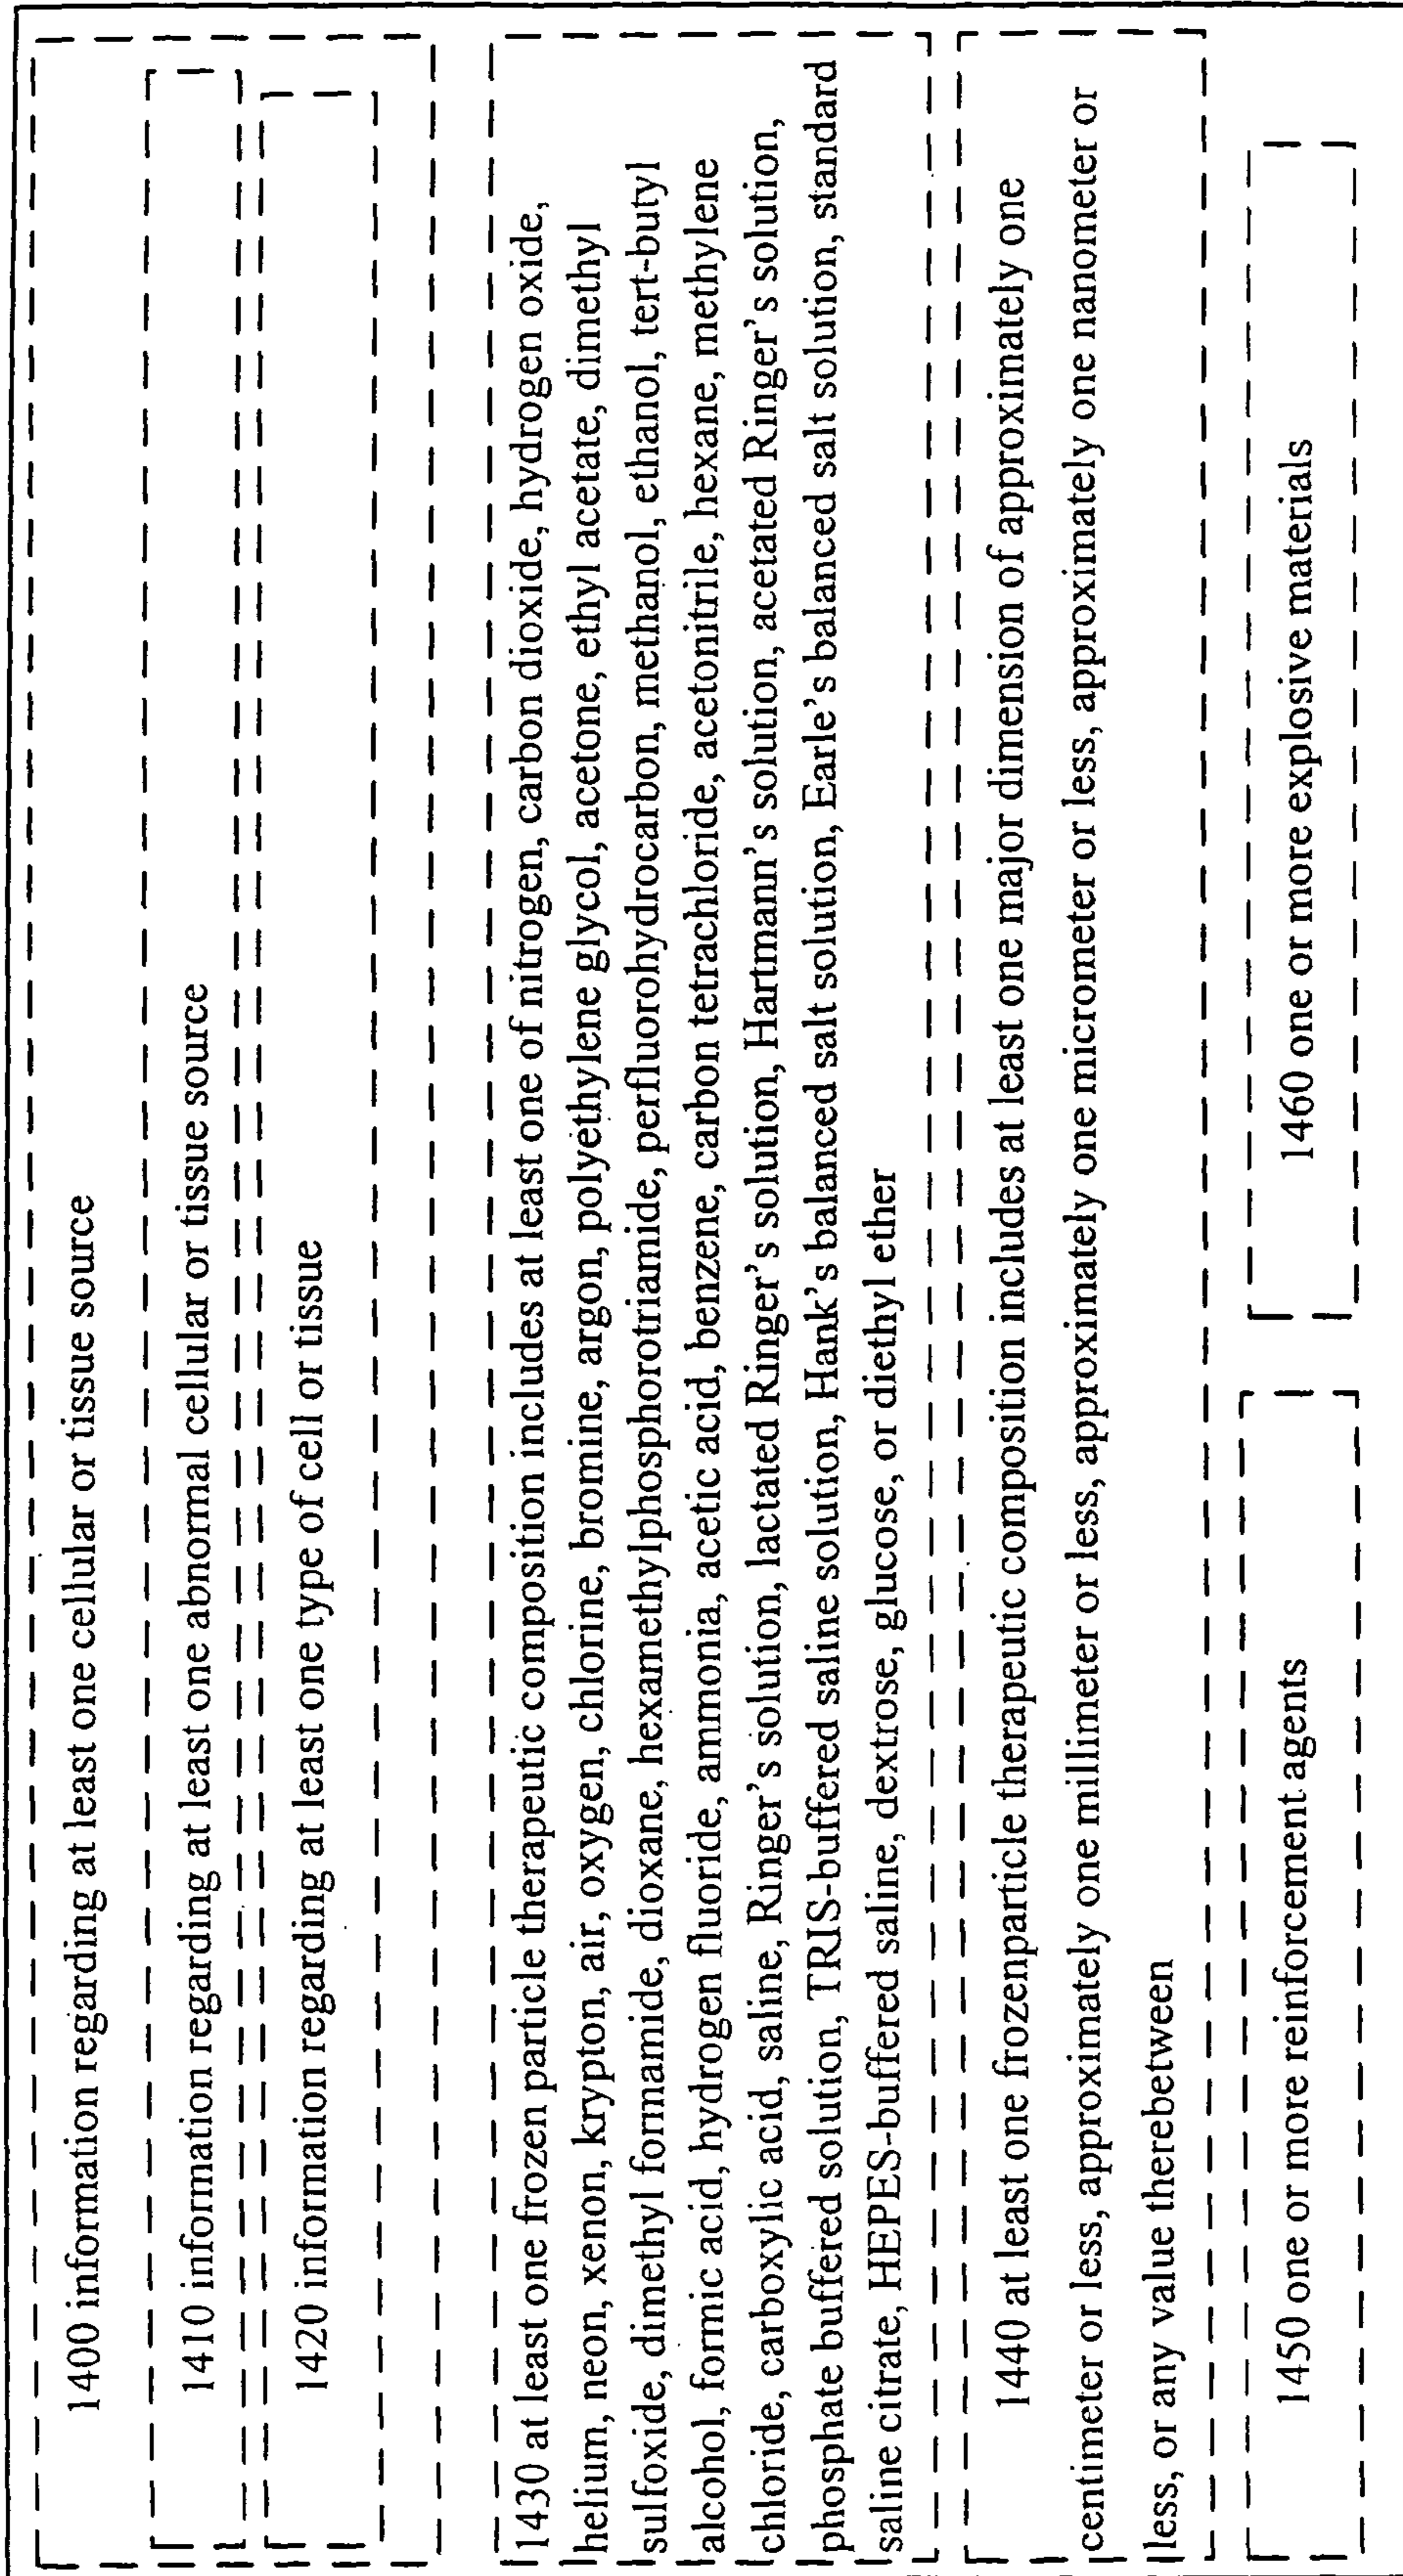 1400 information regarding at least one cellular or tissue source
1410 information regarding at least one abnormal cellular or tissue source
1420 information regarding at least one type of cell or tissue
1430 at least one frozen particle therapeutic composition includes at least one of nitrogen, carbon dioxide, hydrogen oxide,
helium, neon, xenon, krypton, air, oxygen, chlorine, bromine, argon, polyethylene glycol, acetone, ethyl acetate, dimethyl
sulfoxide, dimethyl formamide, dioxane, hexamethylphosphorotriamide, perfluorohydrocarbon, methanol, ethanol, tert-butyl
alcohol, formic acid, hydrogen fluoride, ammonia, acetic acid, benzene, carbon tetrachloride, acetonitrile, hexane, methylene
chloride, carboxylic acid, saline, Ringer's solution, lactated Ringer's solution, Hartmann's solution, acetated Ringer's solution,
phosphate buffered solution, TRIS-buffered saline solution, Hank's balanced salt solution, Earle's balanced salt solution, standard
saline citrate, HEPES-buffered saline, dextrose, glucose, or diethyl ether
1440 at least one frozenparticle therapeutic composition includes at least one major dimension of approximately one
centimeter or less, approximately one millimeter or less, approximately one micrometer or less, approximately one nanometer or
less, or any value therebetween
1450 one or more reinforcement agents
1460 one or more explosive materials